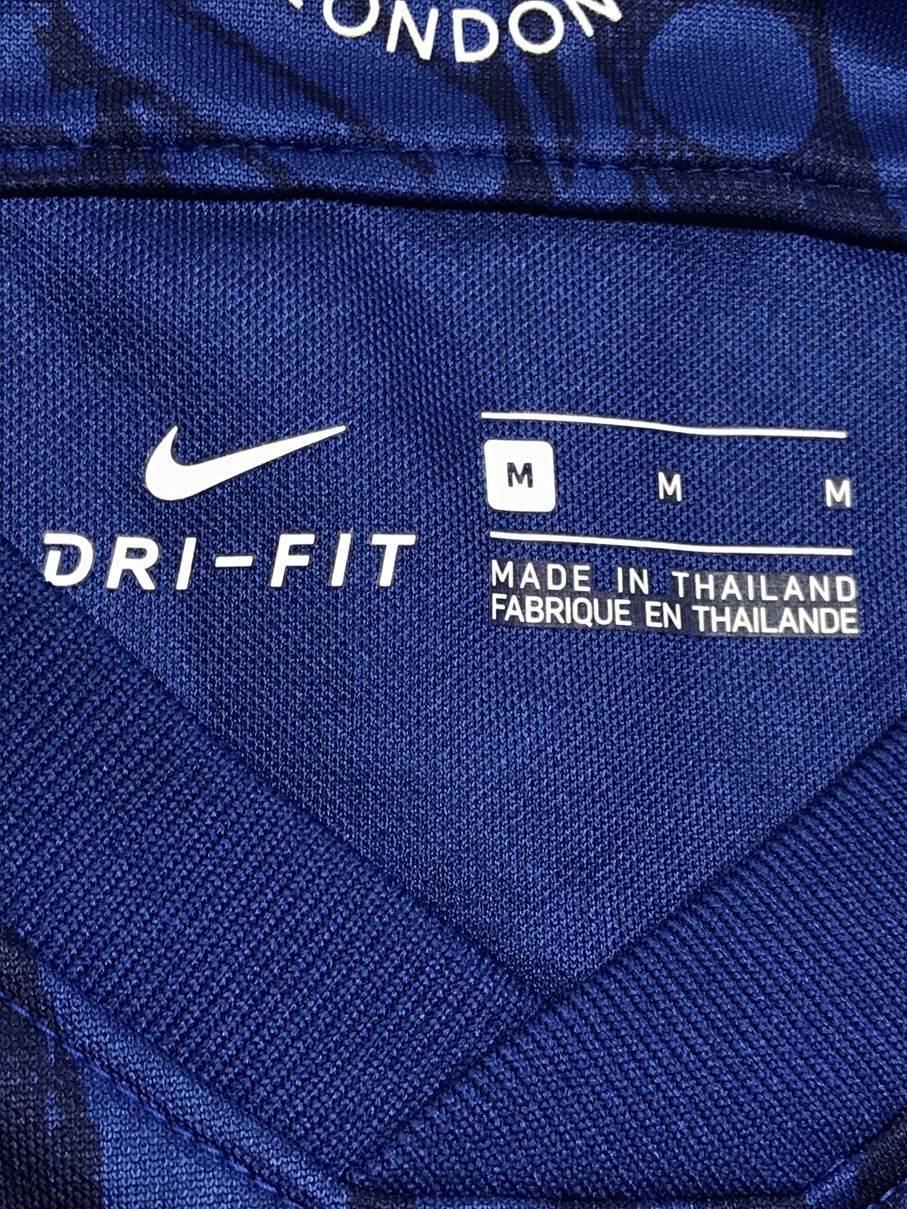 LONDON
DRI-FIT
M M M
MADE IN THAILAND
FABRIQUE EN THAILANDE